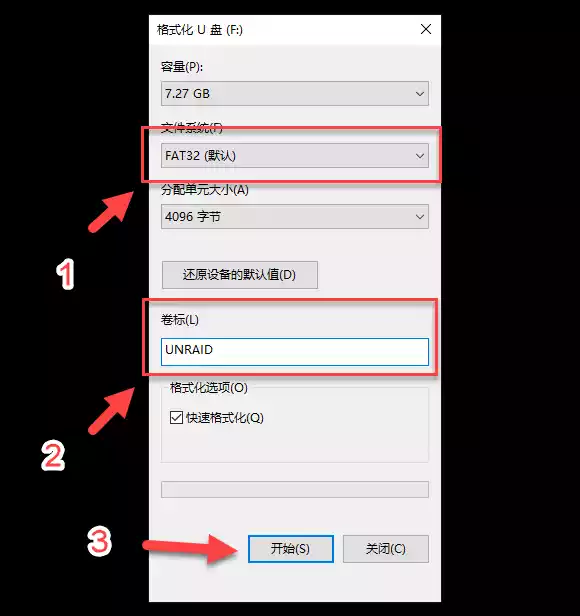 格式化 U 盘 (F:)
容量(P):
7.27 GB
文件系统(F)
FAT32 (默认)
1
分配单元大小(A)
4096 字节
还原设备的默认值(D)
卷标(L)
UNRAID
2
格式化选项(O)
快速格式化(Q)
3
开始(S)
关闭(C)